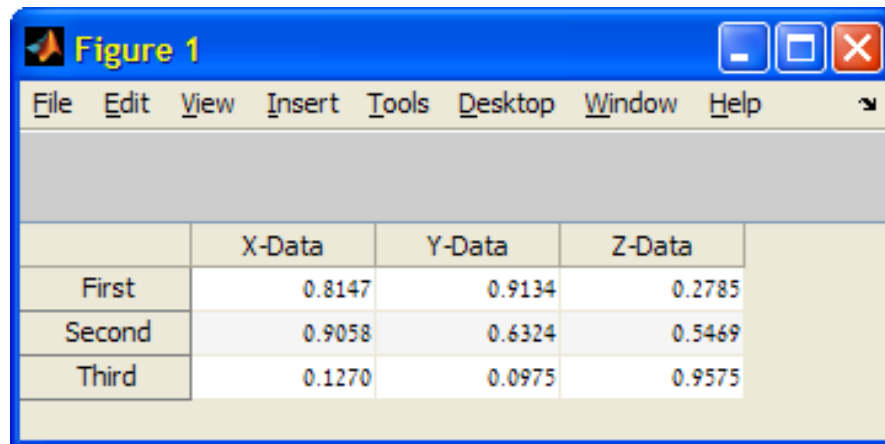 Figure 1
File Edit View Insert Tools Desktop Window Help
X-Data Y-Data Z-Data
First 0.8147 0.9134 0.2785
Second 0.9058 0.6324 0.5469
Third 0.1270 0.0975 0.9575